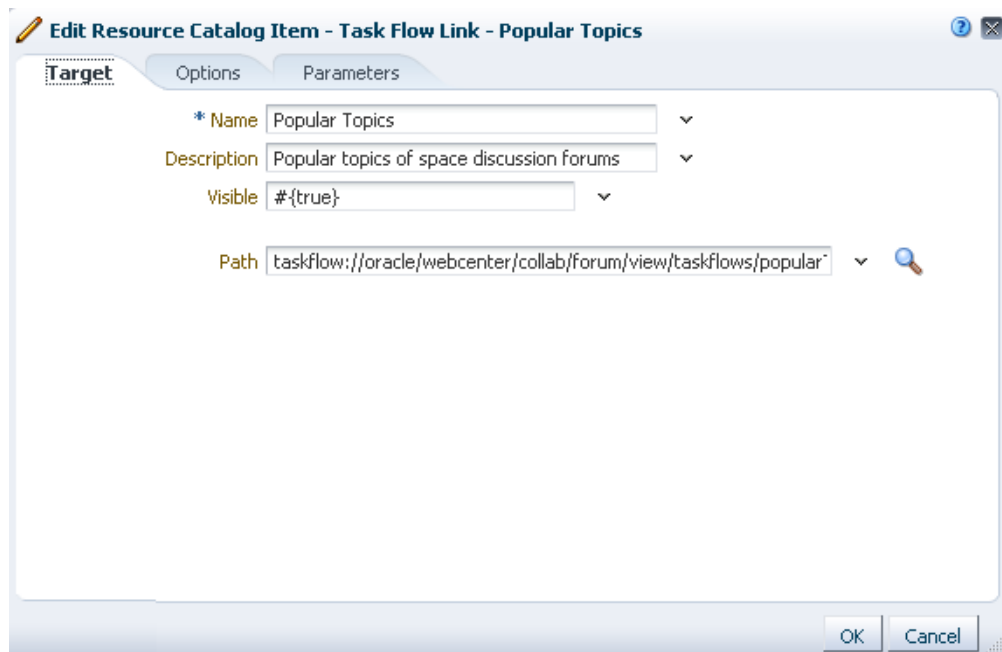 Edit Resource Catalog Item - Task Flow Link - Popular Topics
Target Options Parameters
* Name Popular Topics
Description Popular topics of space discussion forums
Visible #{true}
Path taskflow://oracle/webcenter/collab/forum/view/taskflows/popular
OK Cancel